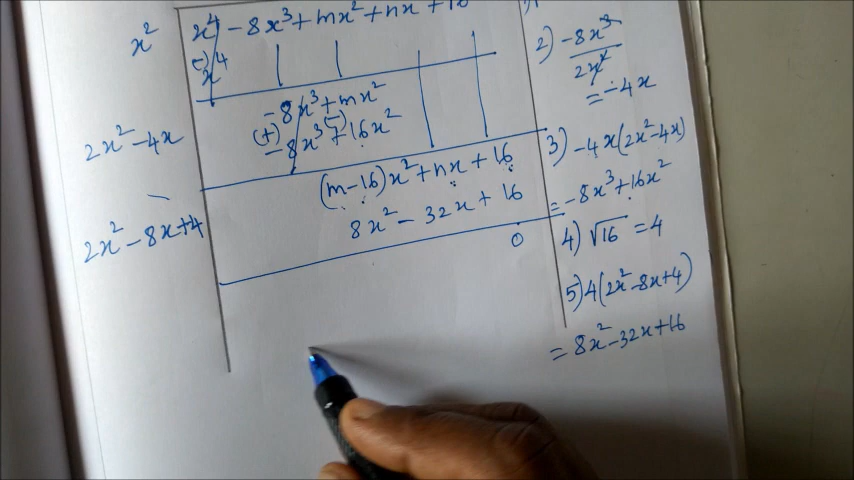 x² x⁴ - 8x³ + mx² + nx + 16
(-) x⁴
-8x³ + mx²
2x² - 4x (+) -8x³ (-) + 16x²
(m-16)x² + nx + 16
2x² - 8x + 4 8x² - 32x + 16
0
2) -8x³ / 2x²
= -4x
3) -4x(2x² - 4x)
= -8x³ + 16x²
4) √16 = 4
5) 4(2x² - 8x + 4)
= 8x² - 32x + 16